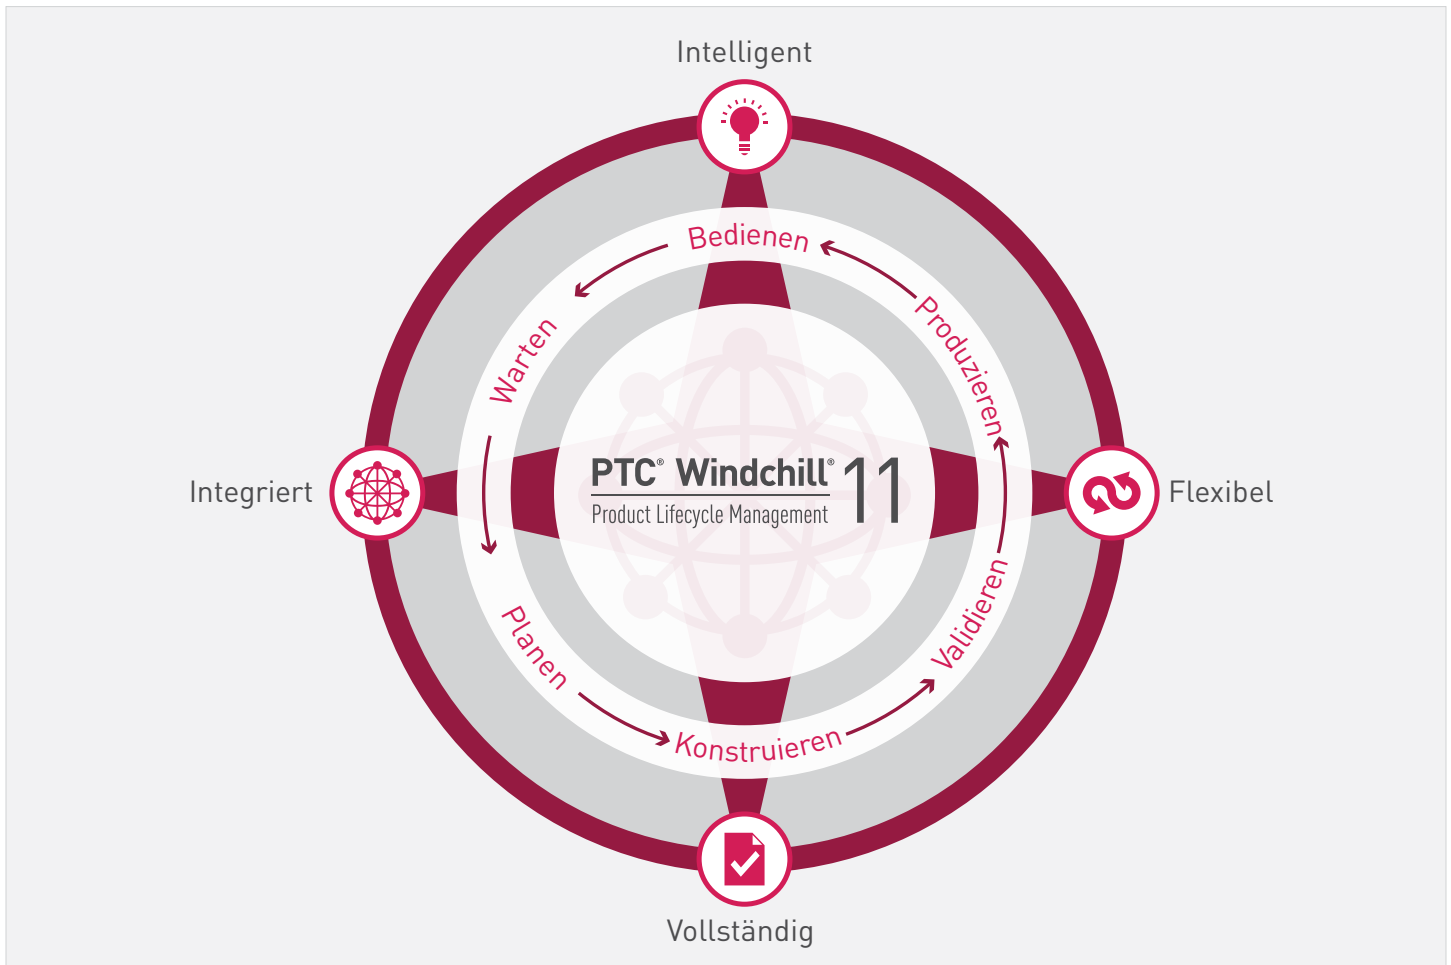 Intelligent
Bedienen
Produzieren
Warten
PTC® Windchill® 11
Product Lifecycle Management
Integriert
Flexibel
Validieren
Planen
Konstruieren
Vollständig